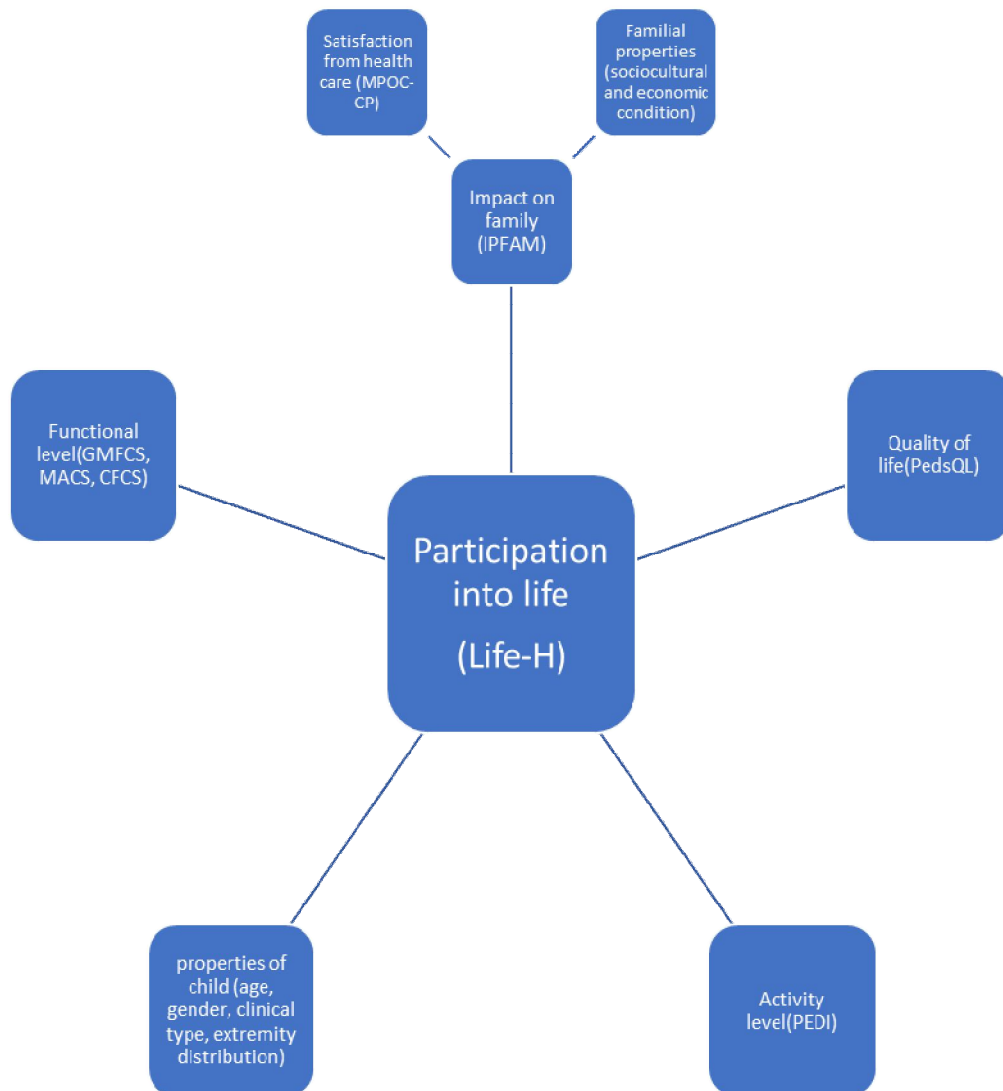 Satisfaction
from health
care (MPOC-
CP)
Familial
properties
(sociocultural
and economic
condition)
Impact on
family
(IPFAM)
Functional
level(GMFCS,
MACS, CFCS)
Quality of
life(PedsQL)
Participation
into life
(Life-H)
properties of
child (age,
gender, clinical
type, extremity
distribution)
Activity
level(PEDI)